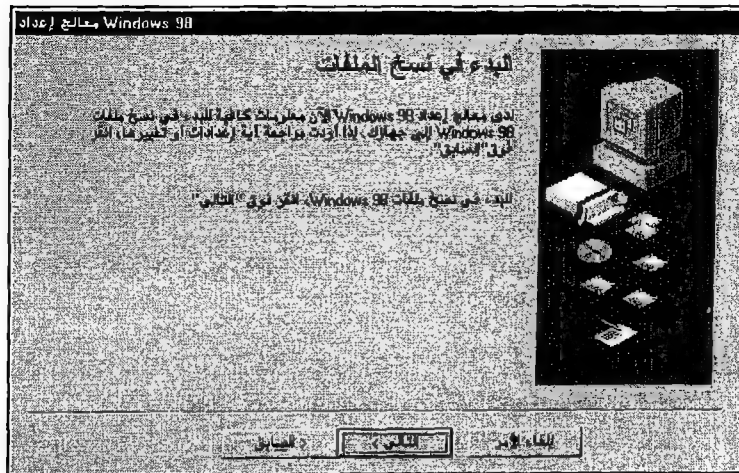 معالج إعداد Windows 98
البدء في نسخ الملفات
لدى معالج إعداد Windows 98 الآن معلومات كافية للبدء في نسخ ملفات
Windows 98 إلى جهازك. إذا أردت مراجعة أية إعدادات أو تغييرها، انقر
فوق "السابق".
للبدء في نسخ ملفات Windows 98، انقر فوق "التالي"
إلغاء الأمر
التالي >
< السابق